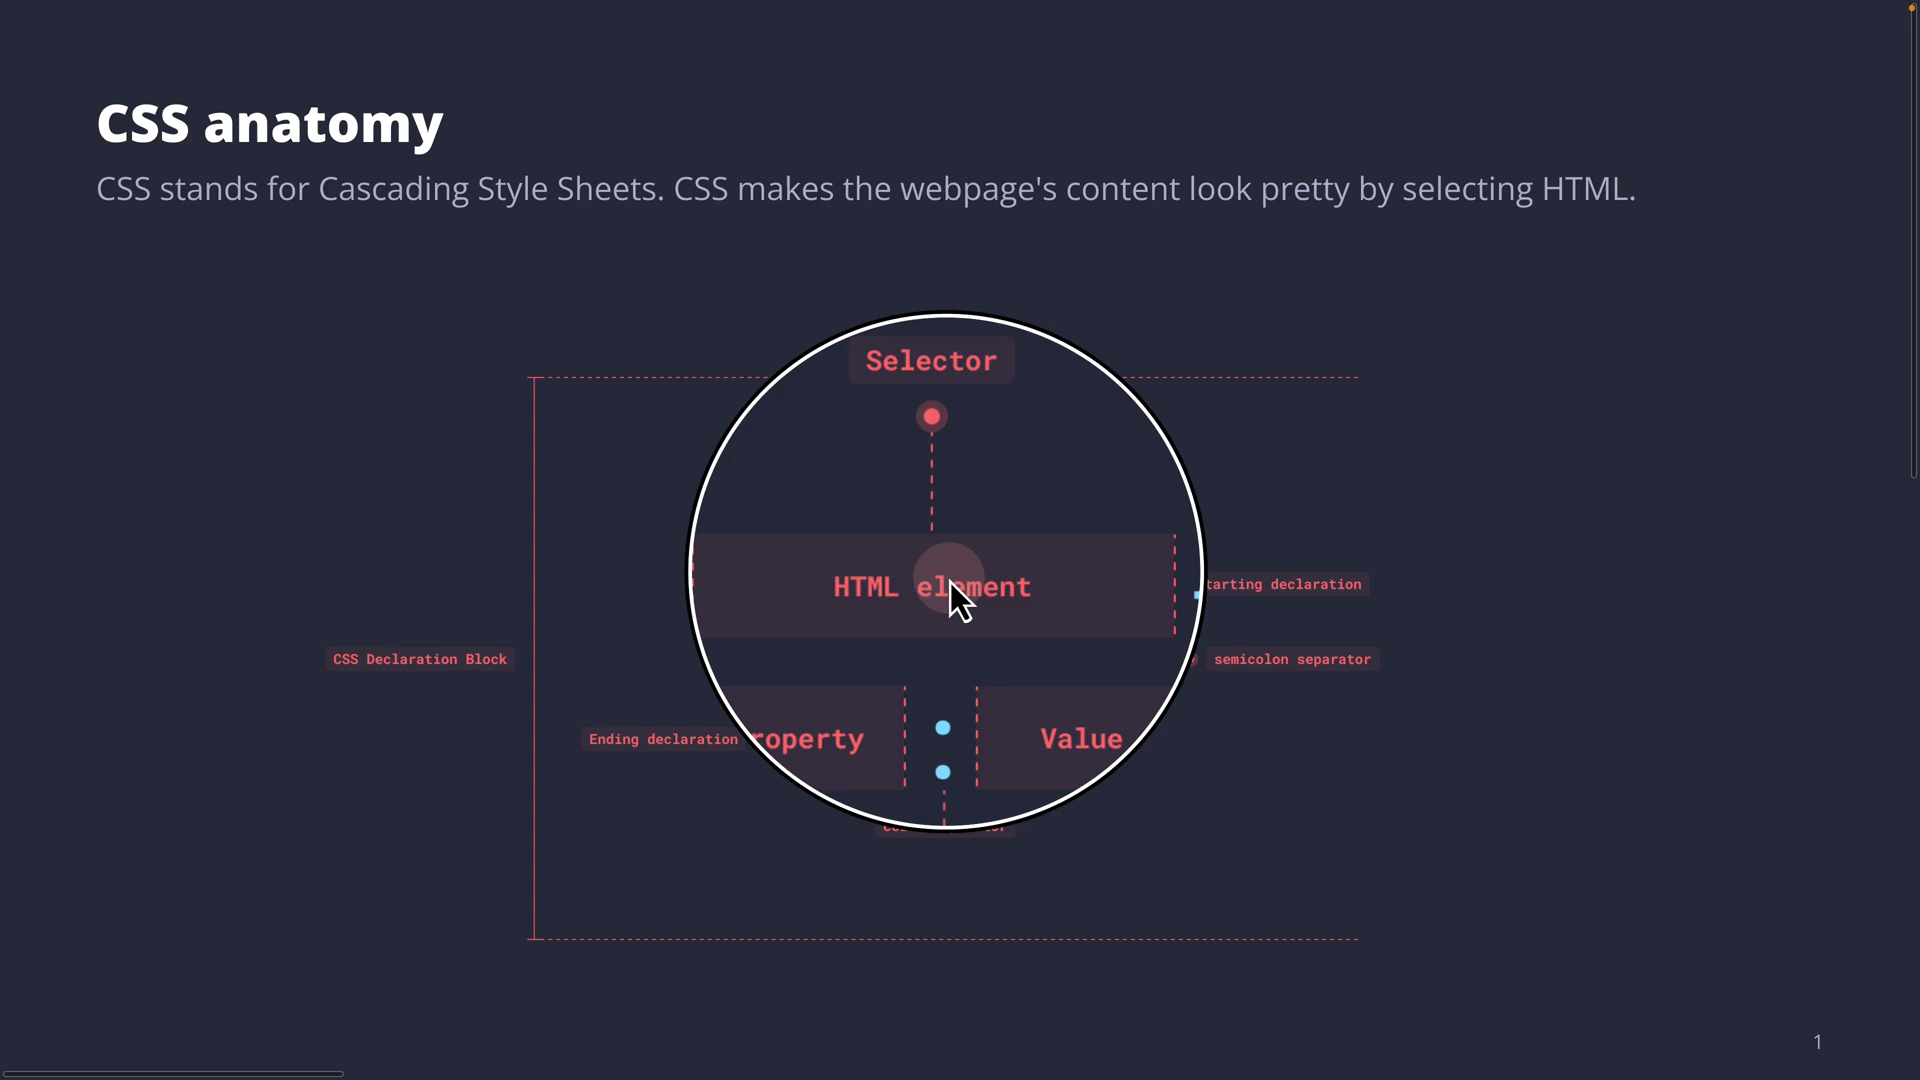 CSS anatomy
CSS stands for Cascading Style Sheets. CSS makes the webpage's content look pretty by selecting HTML.
Selector
HTML element
tarting declaration
CSS Declaration Block
semicolon separator
Ending declaration
roperty
Value
1